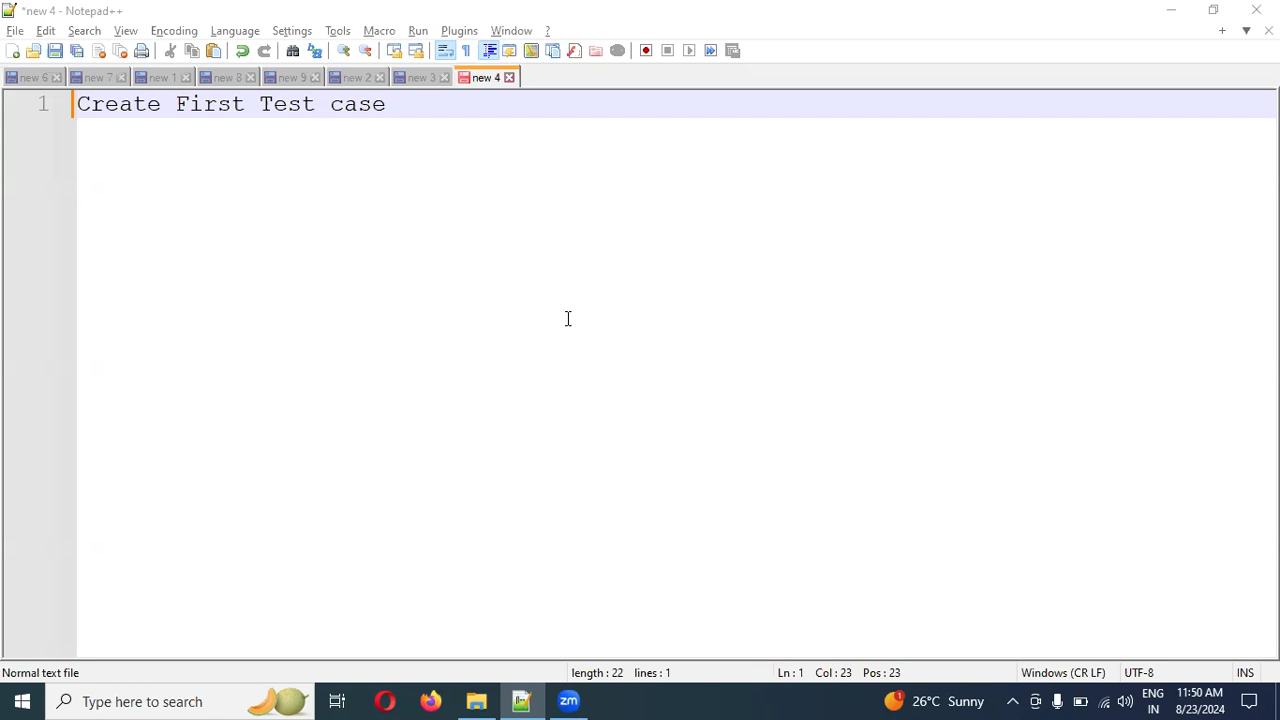 *new 4 - Notepad++
File Edit Search View Encoding Language Settings Tools Macro Run Plugins Window ?
new 6 new 7 new 1 new 8 new 9 new 2 new 3 new 4
1 Create First Test case
Normal text file length : 22 lines : 1 Ln : 1 Col : 23 Pos : 23 Windows (CR LF) UTF-8 INS
Type here to search zm 1 26°C Sunny ENG 11:50 AM
IN 8/23/2024